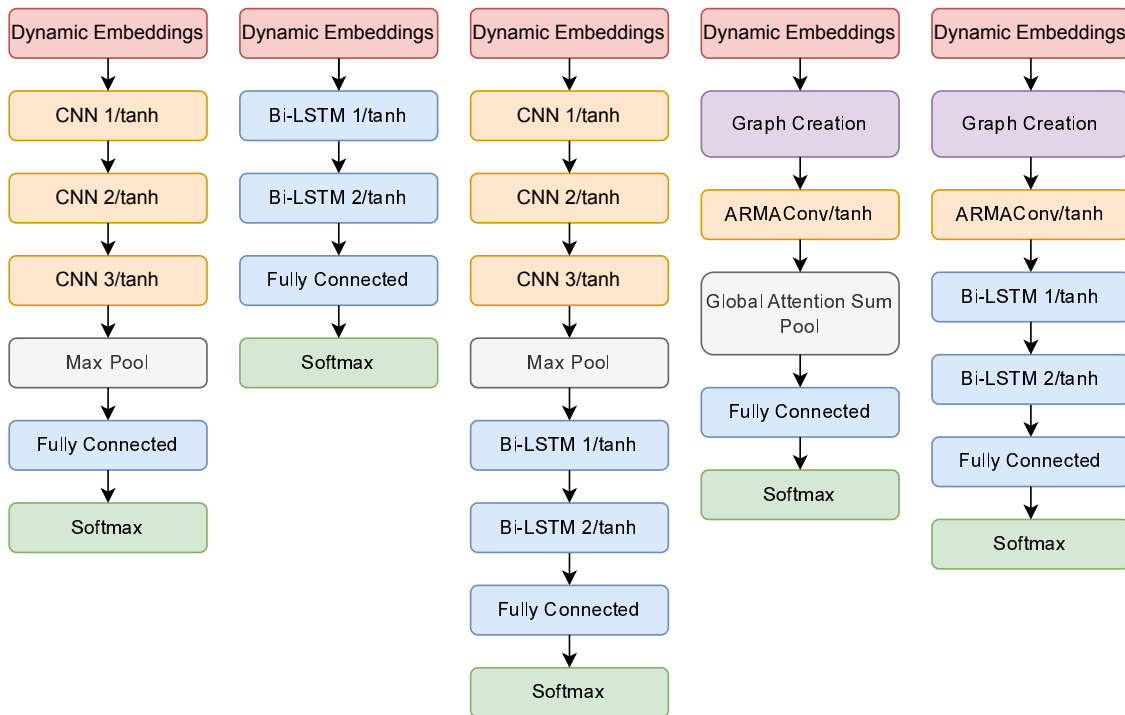 Dynamic Embeddings
CNN 1/tanh
CNN 2/tanh
CNN 3/tanh
Max Pool
Fully Connected
Softmax
Dynamic Embeddings
Bi-LSTM 1/tanh
Bi-LSTM 2/tanh
Fully Connected
Softmax
Dynamic Embeddings
CNN 1/tanh
CNN 2/tanh
CNN 3/tanh
Max Pool
Bi-LSTM 1/tanh
Bi-LSTM 2/tanh
Fully Connected
Softmax
Dynamic Embeddings
Graph Creation
ARMAConv/tanh
Global Attention Sum
Pool
Fully Connected
Softmax
Dynamic Embeddings
Graph Creation
ARMAConv/tanh
Bi-LSTM 1/tanh
Bi-LSTM 2/tanh
Fully Connected
Softmax